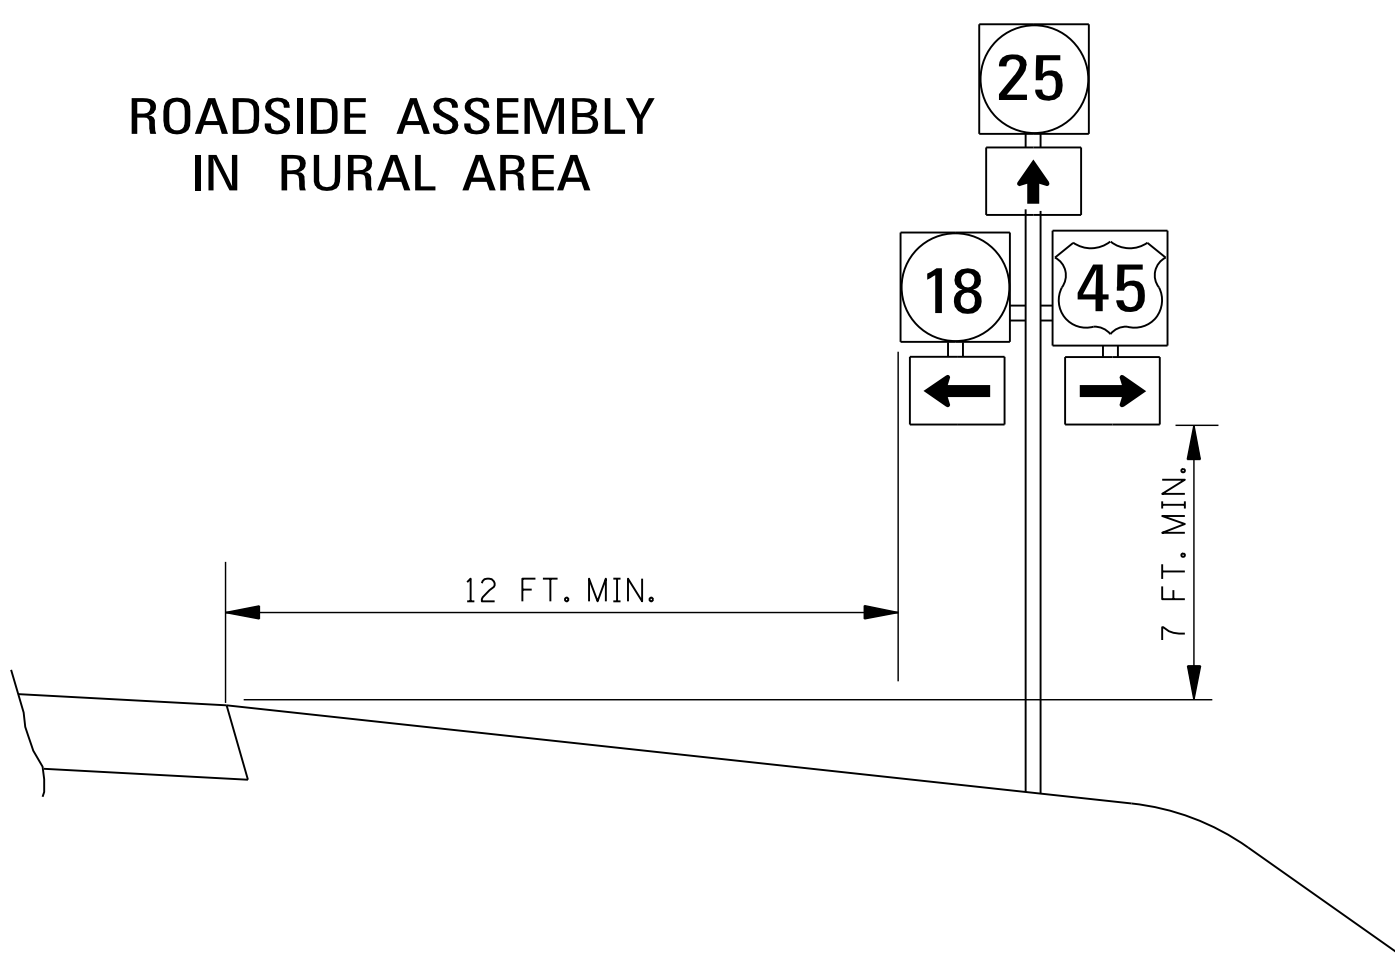 ROADSIDE ASSEMBLY
IN RURAL AREA
25
18
45
12 FT. MIN.
7 FT. MIN.